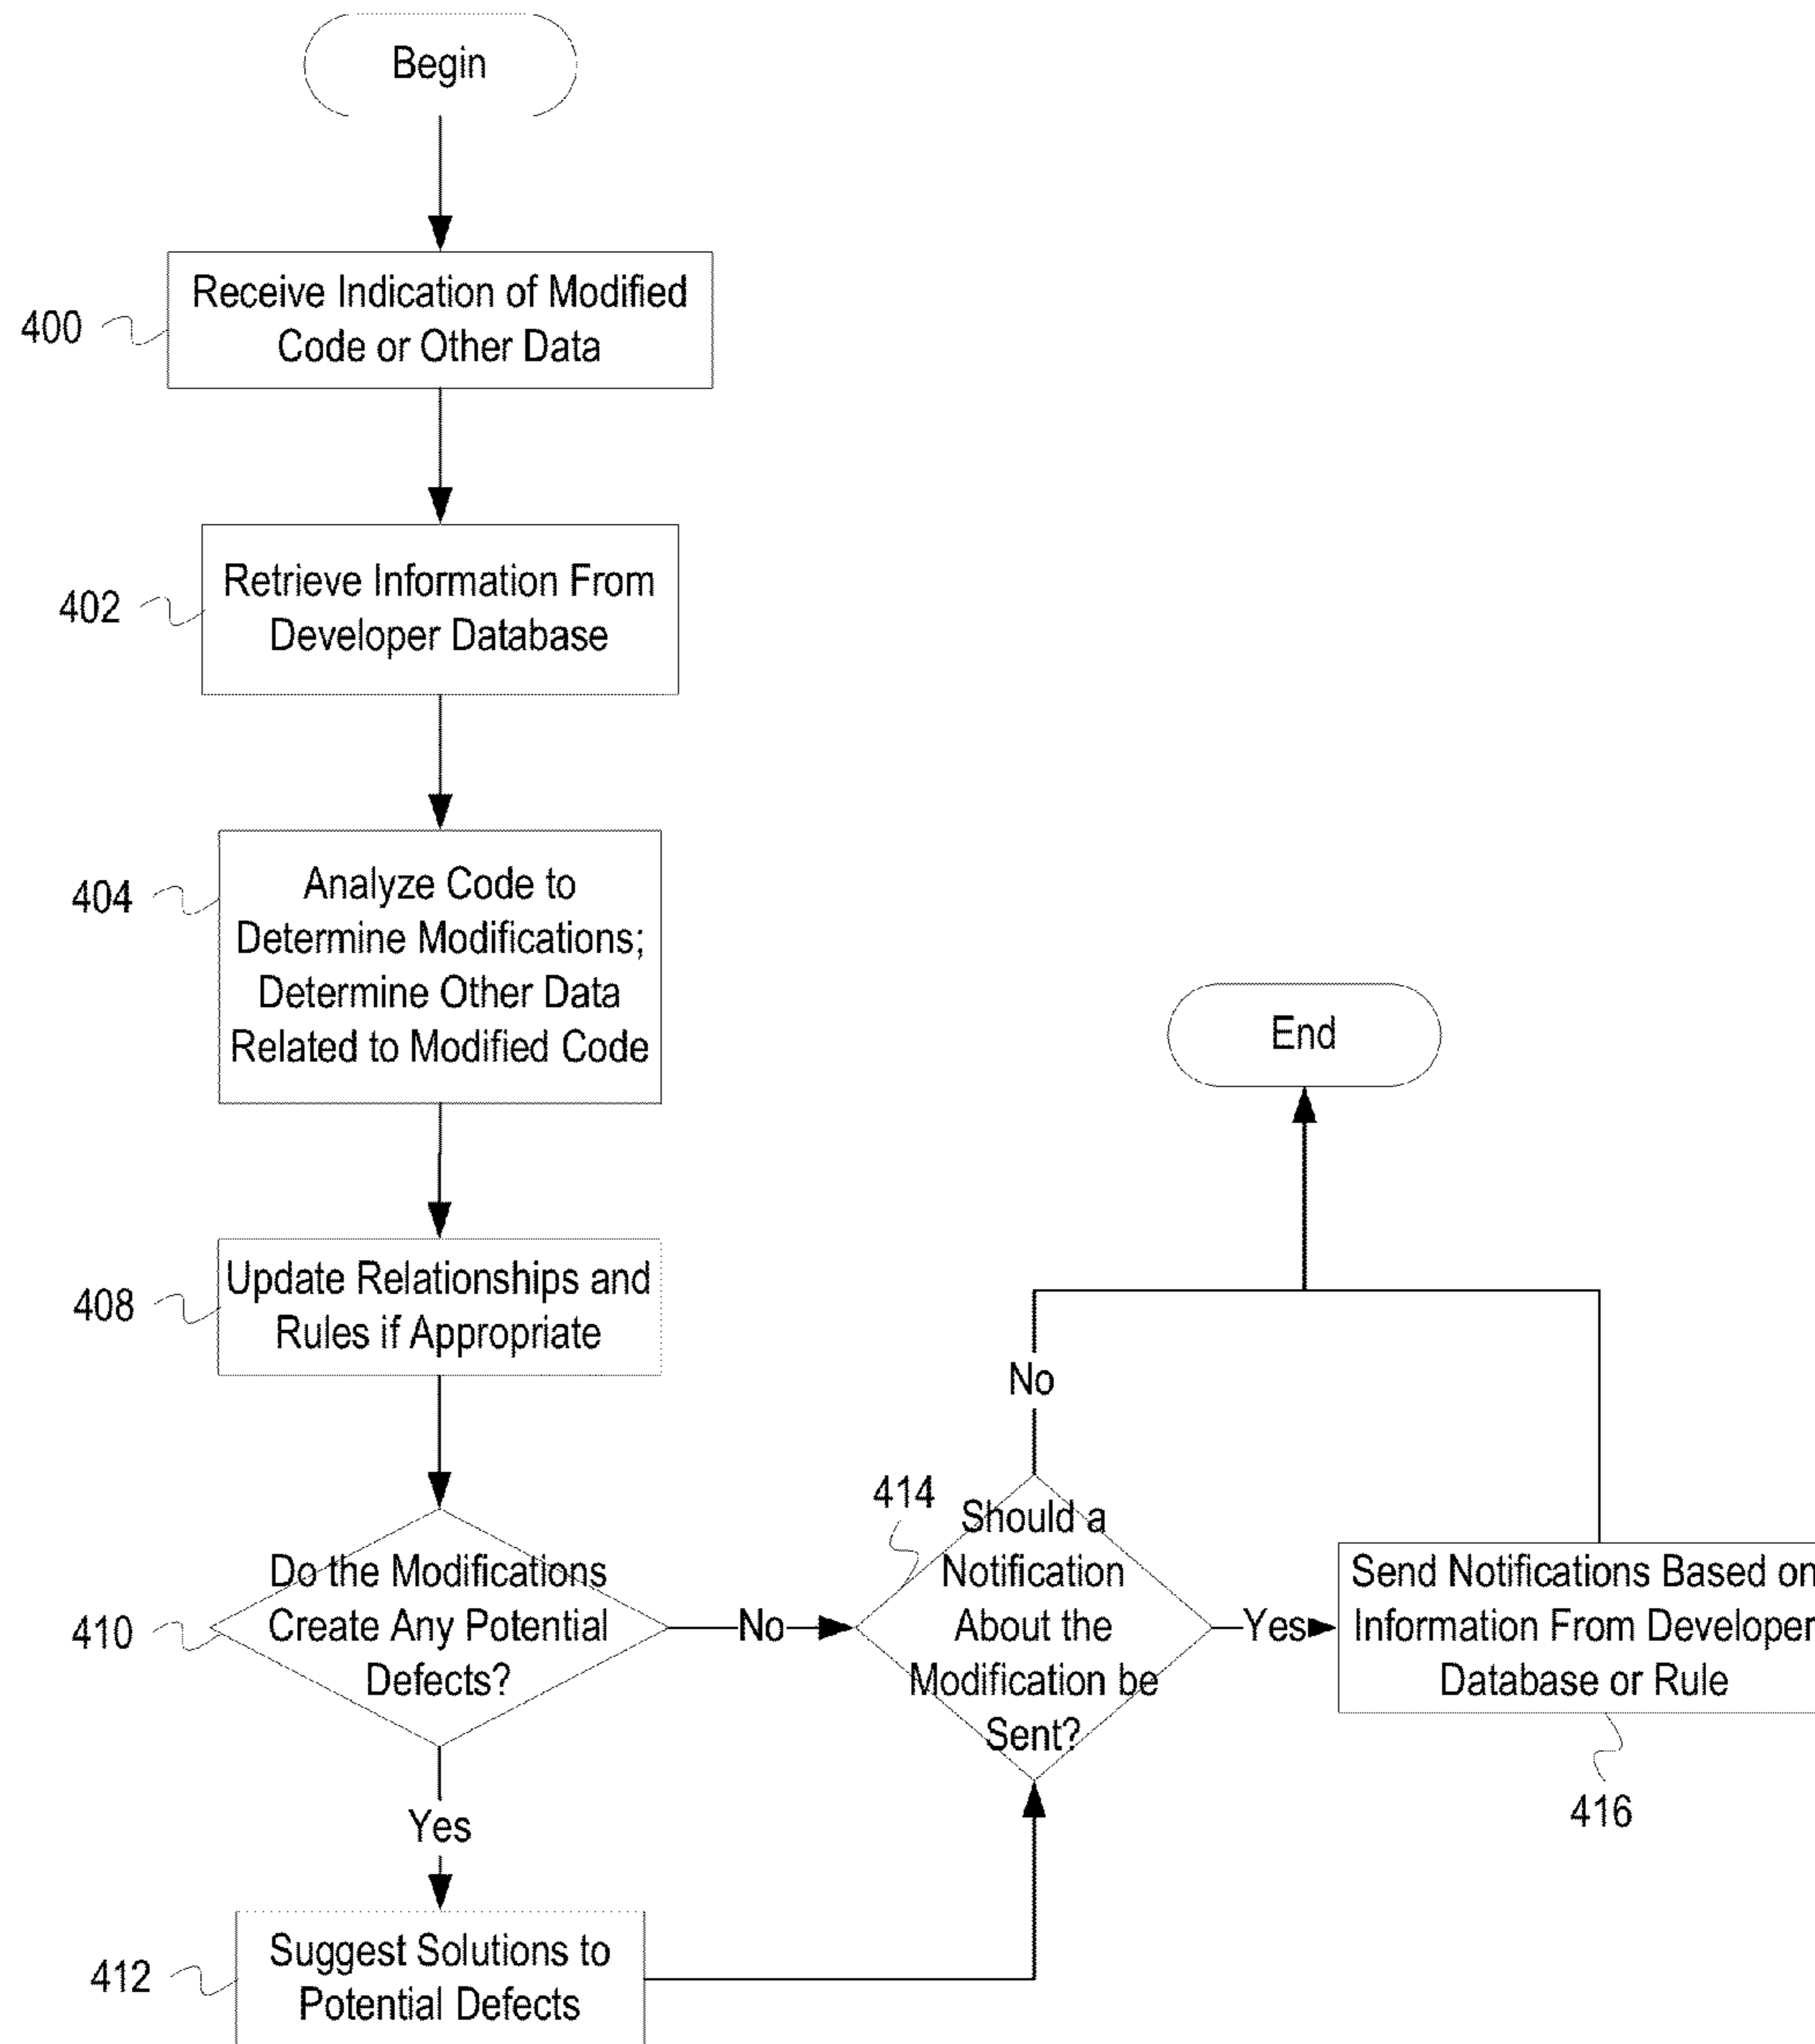 Begin
400
Receive Indication of Modified
Code or Other Data
402
Retrieve Information From
Developer Database
404
Analyze Code to
Determine Modifications;
Determine Other Data
Related to Modified Code
408
Update Relationships and
Rules if Appropriate
410
Do the Modifications
Create Any Potential
Defects?
No
Yes
412
Suggest Solutions to
Potential Defects
414
Should a
Notification
About the
Modification be
Sent?
No
Yes
Send Notifications Based on
Information From Developer
Database or Rule
416
End